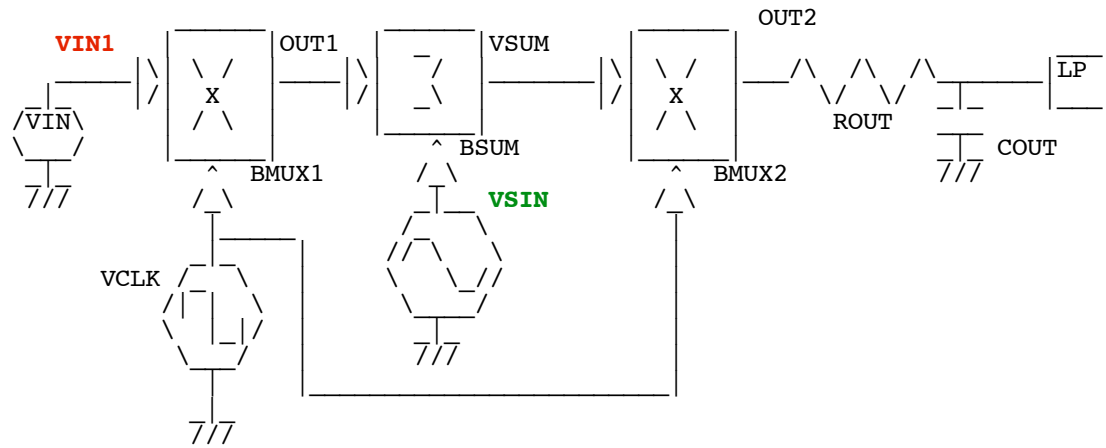 OUT2
VIN1 OUT1 VSUM LP
X X
VIN ROUT
BSUM COUT
BMUX1 BMUX2
VSIN
VCLK